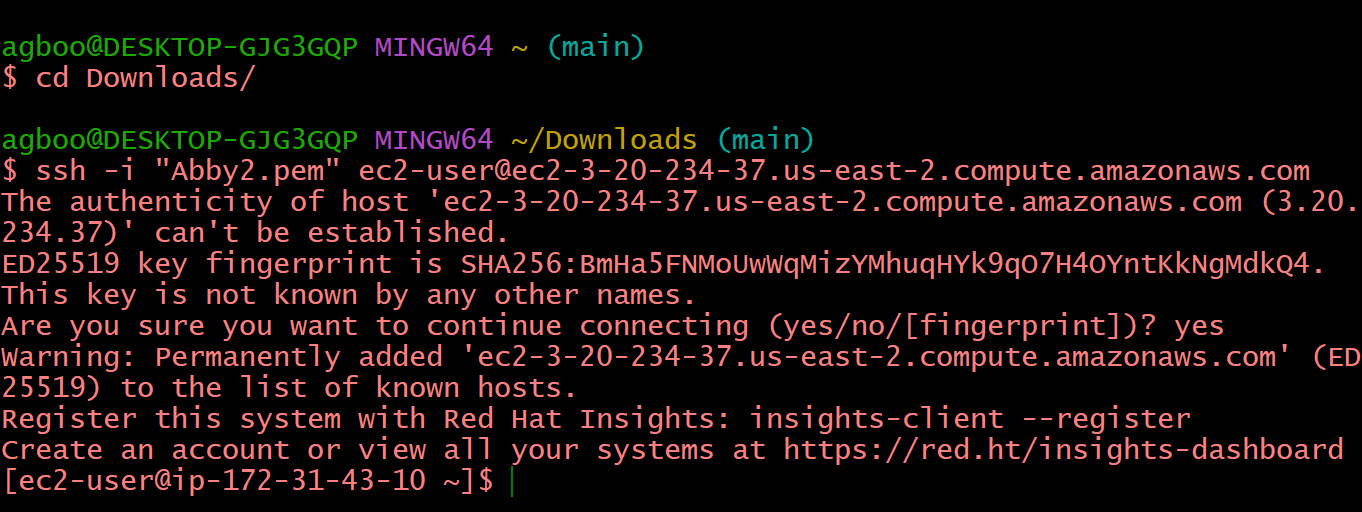 agboo@DESKTOP-GJG3GQP MINGW64 ~ (main)
$ cd Downloads/
agboo@DESKTOP-GJG3GQP MINGW64 ~/Downloads (main)
$ ssh -i "Abby2.pem" ec2-user@ec2-3-20-234-37.us-east-2.compute.amazonaws.com
The authenticity of host 'ec2-3-20-234-37.us-east-2.compute.amazonaws.com (3.20.
234.37)' can't be established.
ED25519 key fingerprint is SHA256:BmHa5FNMoUwWqMizYMhuqHYk9qO7H4OYntKkNgMdkQ4.
This key is not known by any other names.
Are you sure you want to continue connecting (yes/no/[fingerprint])? yes
Warning: Permanently added 'ec2-3-20-234-37.us-east-2.compute.amazonaws.com' (ED
25519) to the list of known hosts.
Register this system with Red Hat Insights: insights-client --register
Create an account or view all your systems at https://red.ht/insights-dashboard
[ec2-user@ip-172-31-43-10 ~]$